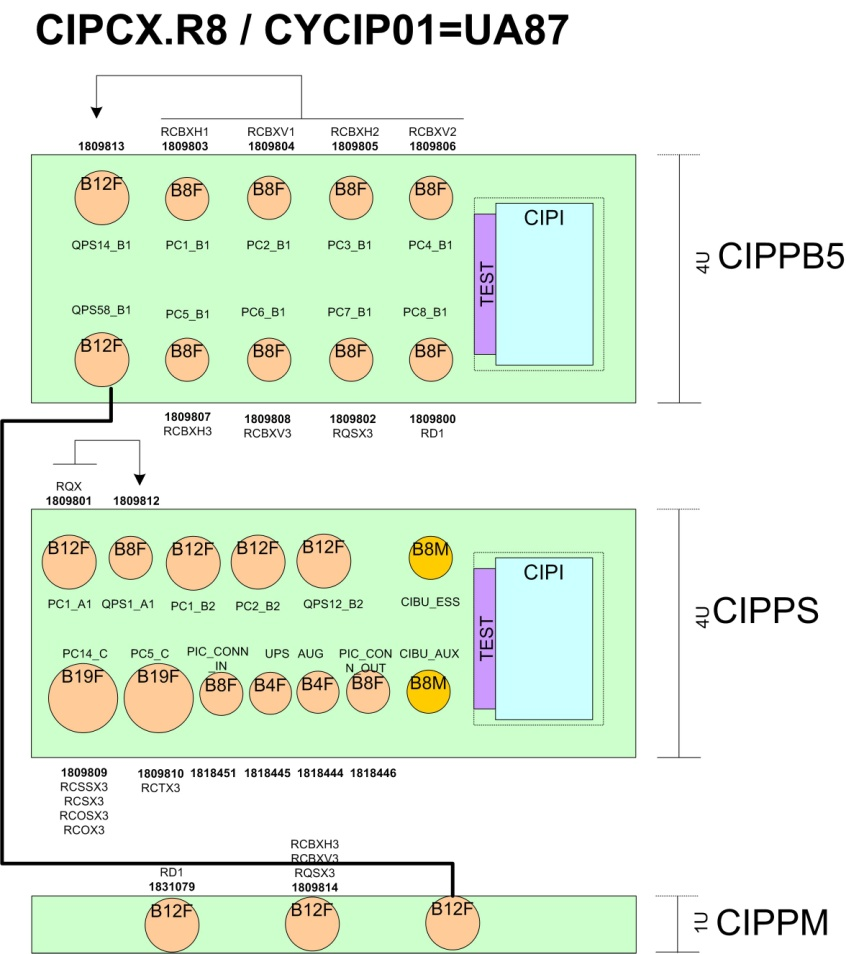 CIPCX.R8 / CYCIP01=UA87
RCBXH1 RCBXV1 RCBXH2 RCBXV2
1809813 1809803 1809804 1809805 1809806
B12F B8F B8F B8F B8F
CIPI
QPS14_B1 PC1_B1 PC2_B1 PC3_B1 PC4_B1
TEST
4U CIPPB5
QPS58_B1 PC5_B1 PC6_B1 PC7_B1 PC8_B1
B12F B8F B8F B8F B8F
1809807 1809808 1809802 1809800
RCBXH3 RCBXV3 RQSX3 RD1
RQX
1809801 1809812
B12F B8F B12F B12F B12F B8M
CIPI
PC1_A1 QPS1_A1 PC1_B2 PC2_B2 QPS12_B2 CIBU_ESS
TEST
4U CIPPS
PC14_C PC5_C PIC_CONN UPS AUG PIC_CON CIBU_AUX
_IN N_OUT
B19F B19F B8F B4F B4F B8F B8M
1809809 1809810 1818451 1818445 1818444 1818446
RCSSX3 RCTX3
RCSX3
RCOSX3
RCOX3
RCBXH3
RCBXV3
RD1 RQSX3
1831079 1809814
B12F B12F B12F
1U CIPPM